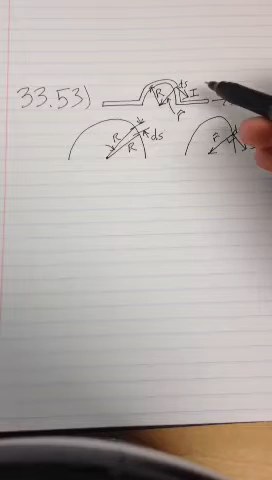 33.53)
R ds I
r̂
R ds
R
r̂